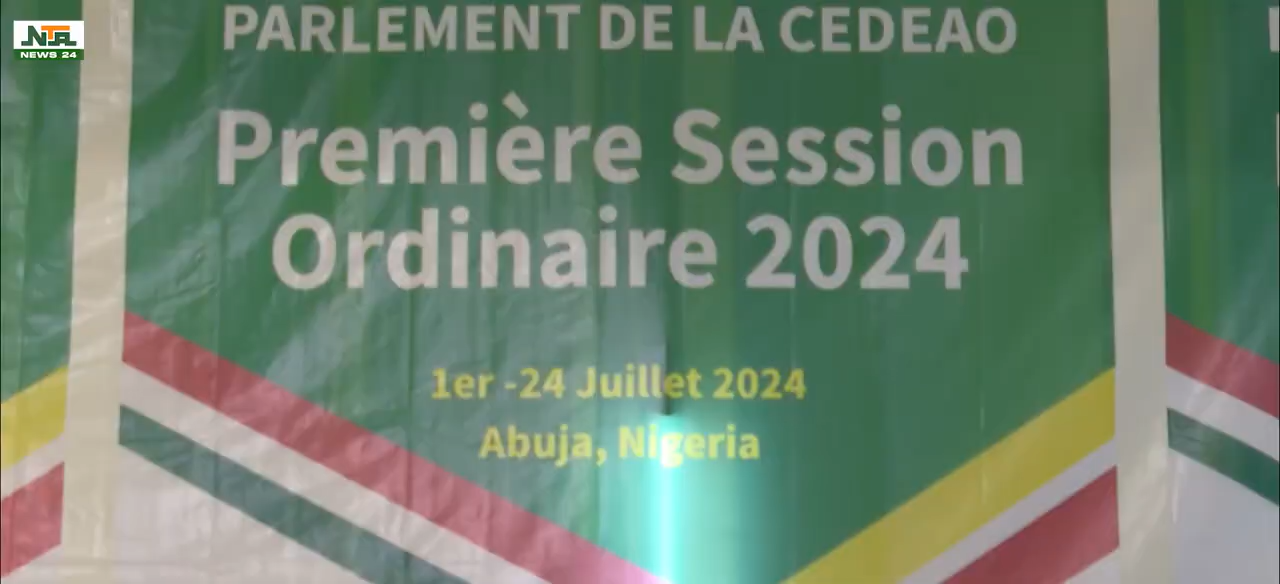 NTA
NEWS 24
PARLEMENT DE LA CEDEAO
Première Session
Ordinaire 2024
1er -24 Juillet 2024
Abuja, Nigeria